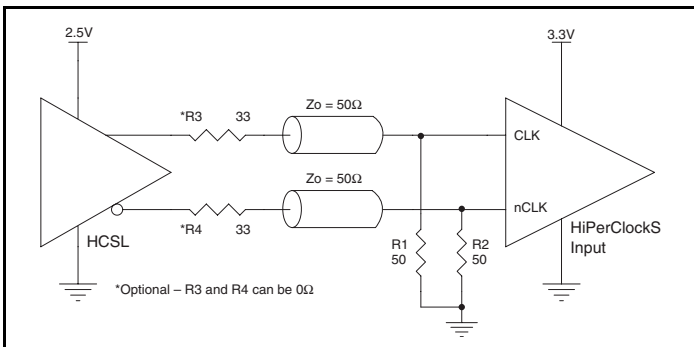 2.5V
3.3V
*R3 33
Zo = 50Ω
CLK
Zo = 50Ω
nCLK
*R4 33
HCSL
R1
50
R2
50
HiPerClockS
Input
*Optional – R3 and R4 can be 0Ω